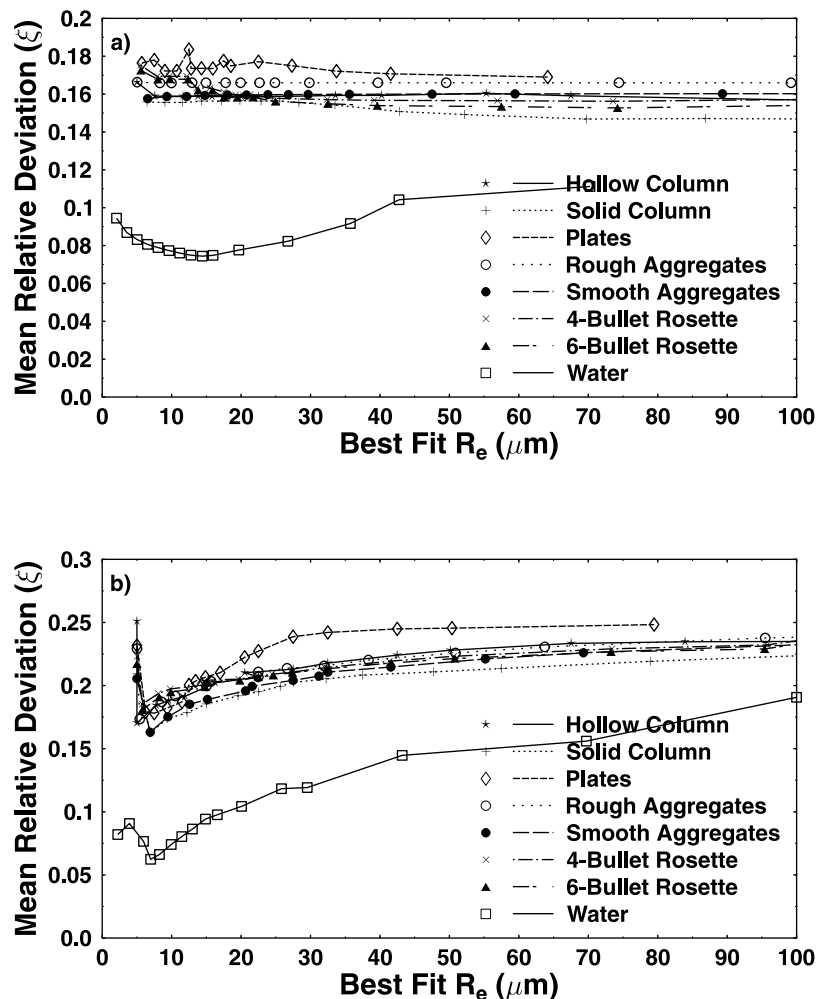 0.2
a)
0.18
0.16
0.14
0.12
0.1
0.08
0.06
0.04
0.02
0.0
Mean Relative Deviation (ξ)
Hollow Column
Solid Column
Plates
Rough Aggregates
Smooth Aggregates
4-Bullet Rosette
6-Bullet Rosette
Water
0 10 20 30 40 50 60 70 80 90 100
Best Fit Re (μm)
0.3
b)
0.25
0.2
0.15
0.1
0.05
0.0
Mean Relative Deviation (ξ)
Hollow Column
Solid Column
Plates
Rough Aggregates
Smooth Aggregates
4-Bullet Rosette
6-Bullet Rosette
Water
0 10 20 30 40 50 60 70 80 90 100
Best Fit Re (μm)